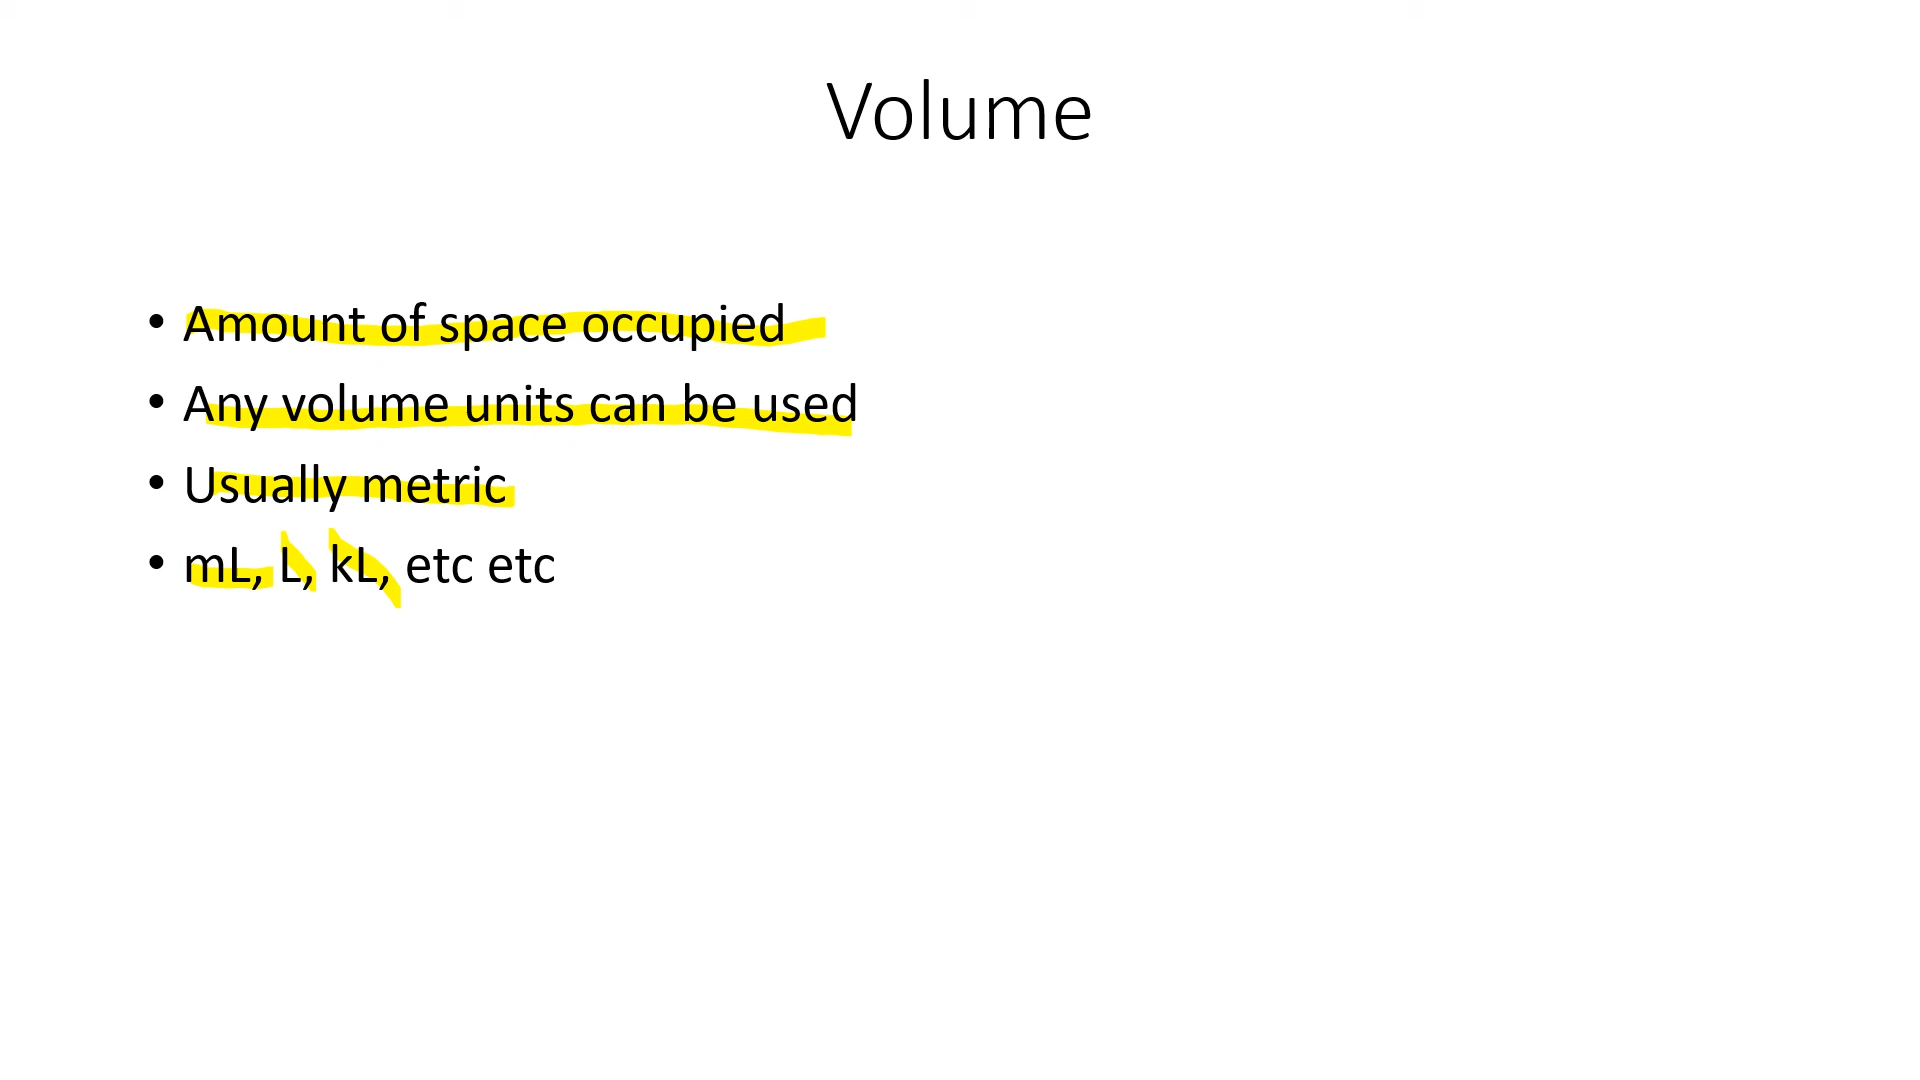 Volume
• Amount of space occupied
• Any volume units can be used
• Usually metric
• mL, L, kL, etc etc